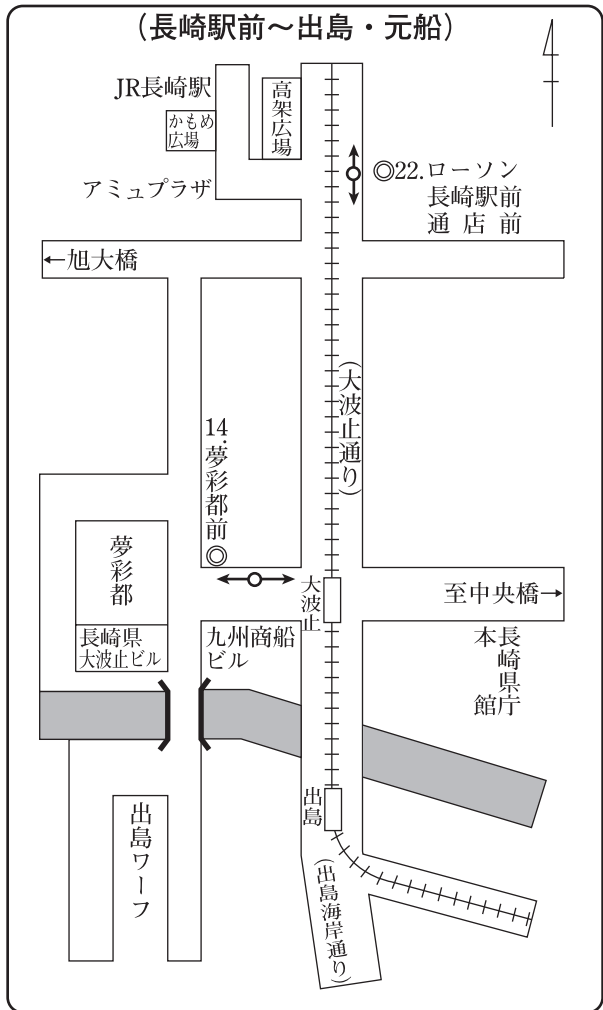 (長崎駅前～出島・元船)
JR長崎駅
かもめ
広場
高架広場
アミュプラザ
◎22.ローソン
長崎駅前
通店前
←旭大橋
(大波止通り)
14.夢彩都前
◎
夢彩都
長崎県
大波止ビル
九州商船
ビル
大波止
至中央橋→
長崎県庁
本館
出島
出島ワーフ
(出島海岸通り)